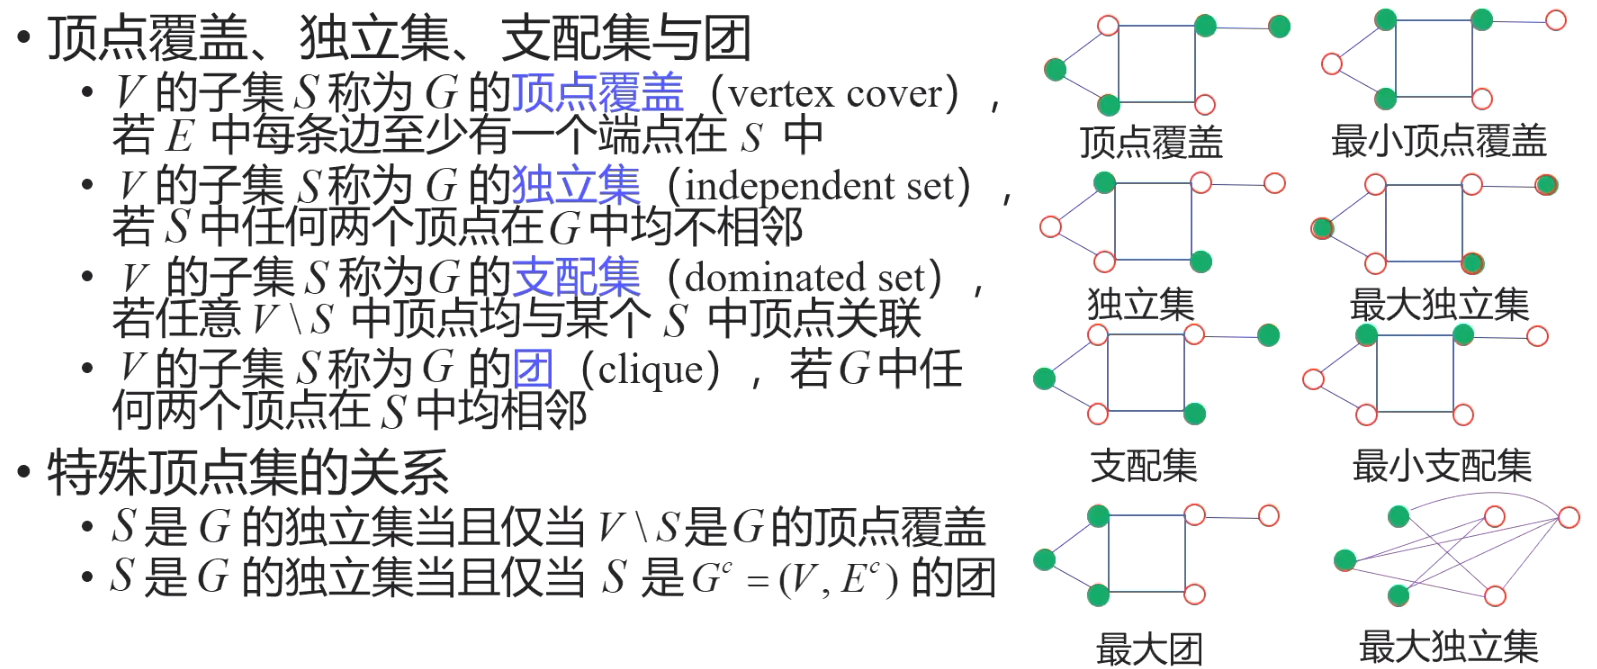 • 顶点覆盖、独立集、支配集与团
• V 的子集 S 称为 G 的顶点覆盖（vertex cover），
若 E 中每条边至少有一个端点在 S 中
• V 的子集 S 称为 G 的独立集（independent set），
若 S 中任何两个顶点在 G 中均不相邻
• V 的子集 S 称为 G 的支配集（dominated set），
若任意 V \ S 中顶点均与某个 S 中顶点关联
• V 的子集 S 称为 G 的团（clique），若 G 中任
何两个顶点在 S 中均相邻
• 特殊顶点集的关系
• S 是 G 的独立集当且仅当 V \ S 是 G 的顶点覆盖
• S 是 G 的独立集当且仅当 S 是 Gᶜ = (V, Eᶜ) 的团
顶点覆盖
最小顶点覆盖
独立集
最大独立集
支配集
最小支配集
最大团
最大独立集